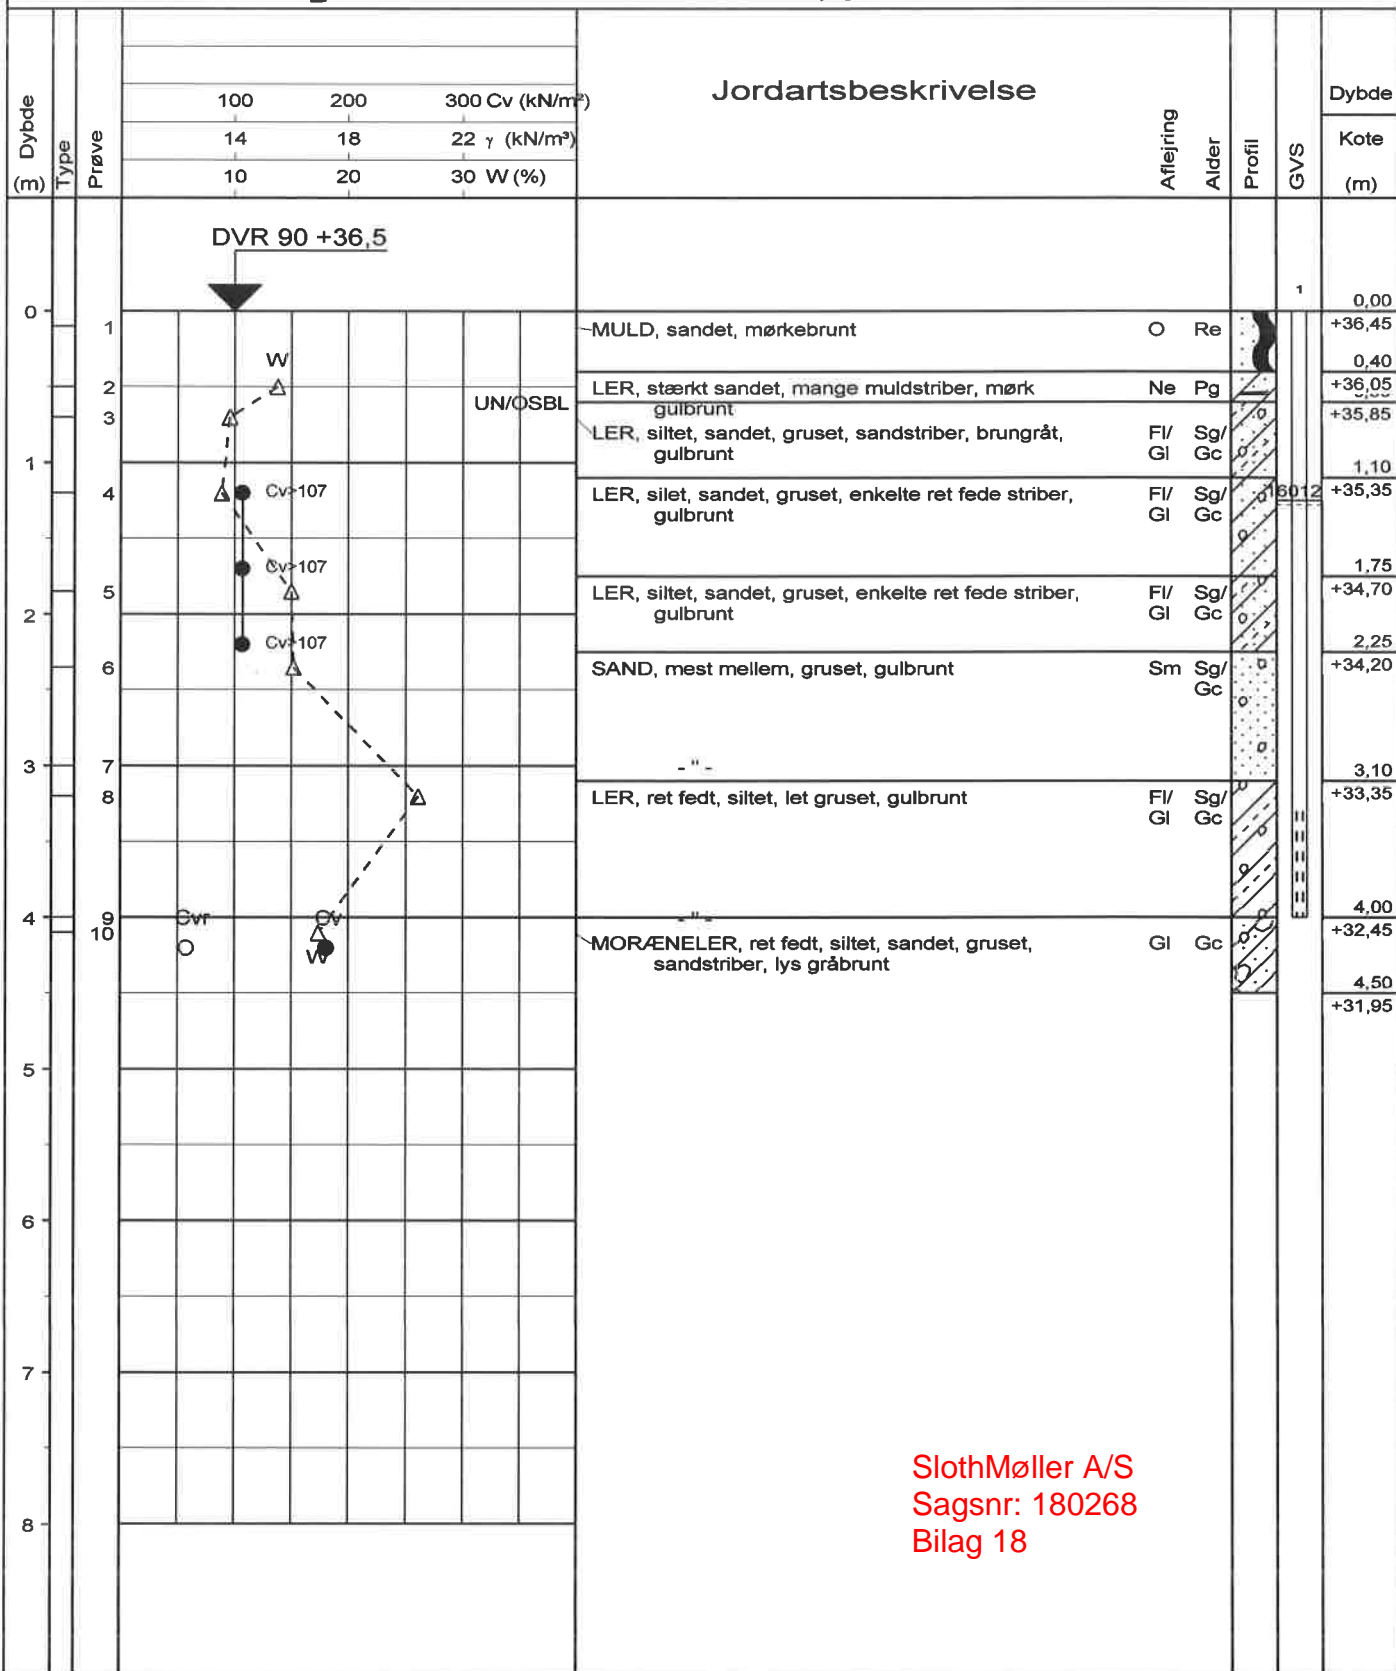 Jordartsbeskrivelse
Dybde
(m)
Type
Prøve
100 200 300 Cv (kN/m²)
14 18 22 γ (kN/m³)
10 20 30 W (%)
Aflejring
Alder
Profil
GVS
Dybde
Kote
(m)
DVR 90 +36,5
1
0 0,00
1 MULD, sandet, mørkebrunt O Re +36,45
W 0,40
2 LER, stærkt sandet, mange muldstriber, mørk Ne Pg +36,05
gulbrunt
UN/OSBL
3 +35,85
LER, siltet, sandet, gruset, sandstriber, brungråt, Fl/ Sg/
gulbrunt Gl Gc
1 1,10
4 Cv>107 LER, silet, sandet, gruset, enkelte ret fede striber, Fl/ Sg/ 16012 +35,35
gulbrunt Gl Gc
Cv>107 1,75
5 LER, siltet, sandet, gruset, enkelte ret fede striber, Fl/ Sg/ +34,70
gulbrunt Gl Gc
2
Cv>107 2,25
6 SAND, mest mellem, gruset, gulbrunt Sm Sg/ +34,20
Gc
3 7 - " - 3,10
8 LER, ret fedt, siltet, let gruset, gulbrunt Fl/ Sg/ +33,35
Gl Gc
4 9 Cvr Cv - " - 4,00
10 +32,45
W MORÆNELER, ret fedt, siltet, sandet, gruset, Gl Gc
sandstriber, lys gråbrunt
4,50
+31,95
5
6
7
8
SlothMøller A/S
Sagsnr: 180268
Bilag 18